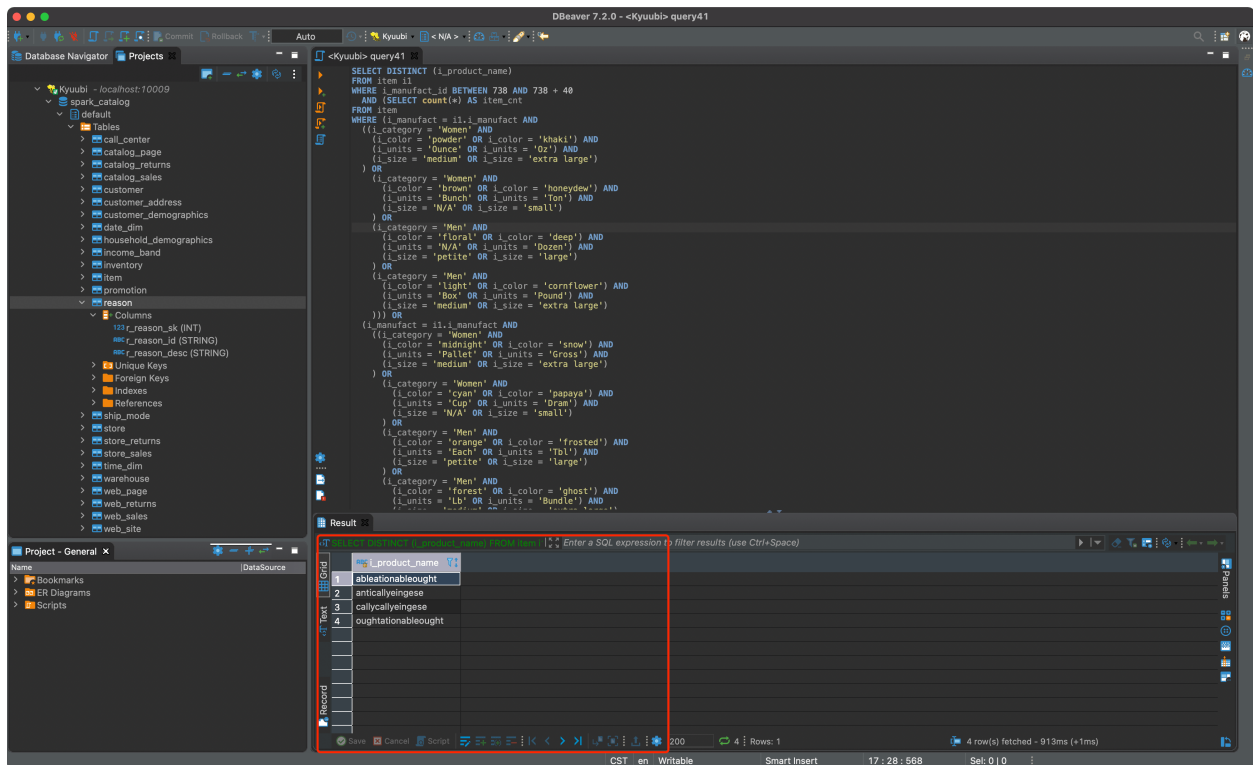 DBeaver 7.2.0 - <Kyuubi> query41
Commit Rollback Auto Kyuubi < N/A >
Database Navigator Projects
<Kyuubi> query41
Kyuubi - localhost:10009
spark_catalog
default
Tables
call_center
catalog_page
catalog_returns
catalog_sales
customer
customer_address
customer_demographics
date_dim
household_demographics
income_band
inventory
item
promotion
reason
Columns
123 r_reason_sk (INT)
ABC r_reason_id (STRING)
ABC r_reason_desc (STRING)
Unique Keys
Foreign Keys
Indexes
References
ship_mode
store
store_returns
store_sales
time_dim
warehouse
web_page
web_returns
web_sales
web_site
SELECT DISTINCT (i_product_name)
FROM item i1
WHERE i_manufact_id BETWEEN 738 AND 738 + 40
AND (SELECT count(*) AS item_cnt
FROM item
WHERE (i_manufact = i1.i_manufact AND
((i_category = 'Women' AND
(i_color = 'powder' OR i_color = 'khaki') AND
(i_units = 'Ounce' OR i_units = 'Oz') AND
(i_size = 'medium' OR i_size = 'extra large')
) OR
(i_category = 'Women' AND
(i_color = 'brown' OR i_color = 'honeydew') AND
(i_units = 'Bunch' OR i_units = 'Ton') AND
(i_size = 'N/A' OR i_size = 'small')
) OR
(i_category = 'Men' AND
(i_color = 'floral' OR i_color = 'deep') AND
(i_units = 'N/A' OR i_units = 'Dozen') AND
(i_size = 'petite' OR i_size = 'large')
) OR
(i_category = 'Men' AND
(i_color = 'light' OR i_color = 'cornflower') AND
(i_units = 'Box' OR i_units = 'Pound') AND
(i_size = 'medium' OR i_size = 'extra large')
))) OR
(i_manufact = i1.i_manufact AND
((i_category = 'Women' AND
(i_color = 'midnight' OR i_color = 'snow') AND
(i_units = 'Pallet' OR i_units = 'Gross') AND
(i_size = 'medium' OR i_size = 'extra large')
) OR
(i_category = 'Women' AND
(i_color = 'cyan' OR i_color = 'papaya') AND
(i_units = 'Cup' OR i_units = 'Dram') AND
(i_size = 'N/A' OR i_size = 'small')
) OR
(i_category = 'Men' AND
(i_color = 'orange' OR i_color = 'frosted') AND
(i_units = 'Each' OR i_units = 'Tbl') AND
(i_size = 'petite' OR i_size = 'large')
) OR
(i_category = 'Men' AND
(i_color = 'forest' OR i_color = 'ghost') AND
(i_units = 'Lb' OR i_units = 'Bundle') AND
Project - General
Name DataSource
Bookmarks
ER Diagrams
Scripts
Result
SELECT DISTINCT (i_product_name) FROM item i Enter a SQL expression to filter results (use Ctrl+Space)
Grid
Text
Record
Panels
i_product_name
1 ableationableought
2 anticallyeingese
3 callycallyeingese
4 oughtationableought
Save Cancel Script 200 4 Rows: 1 4 row(s) fetched - 913ms (+1ms)
CST en Writable Smart Insert 17 : 28 : 568 Sel: 0 | 0